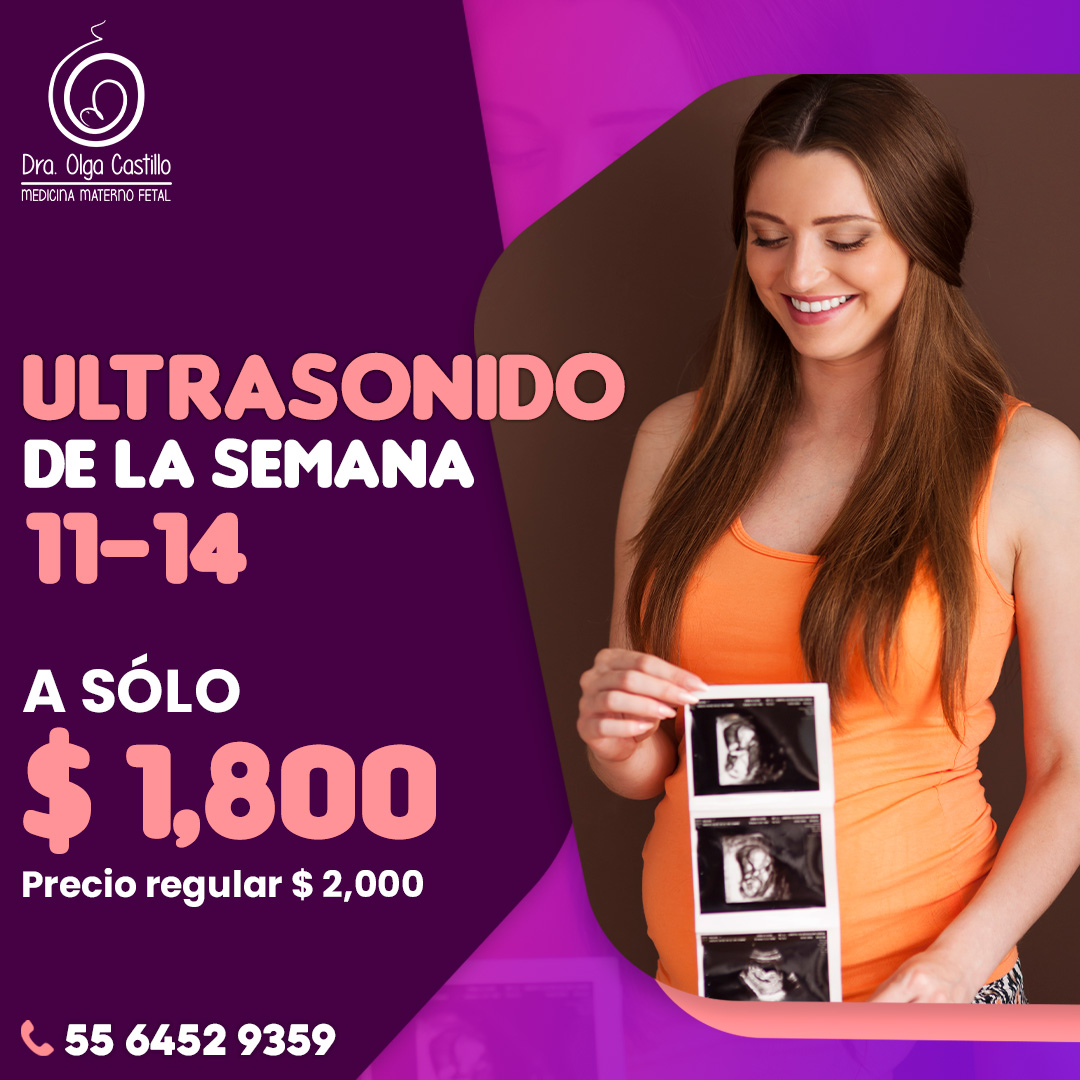 Dra. Olga Castillo
MEDICINA MATERNO FETAL
ULTRASONIDO
DE LA SEMANA
11-14
A SÓLO
$ 1,800
Precio regular $ 2,000
55 6452 9359